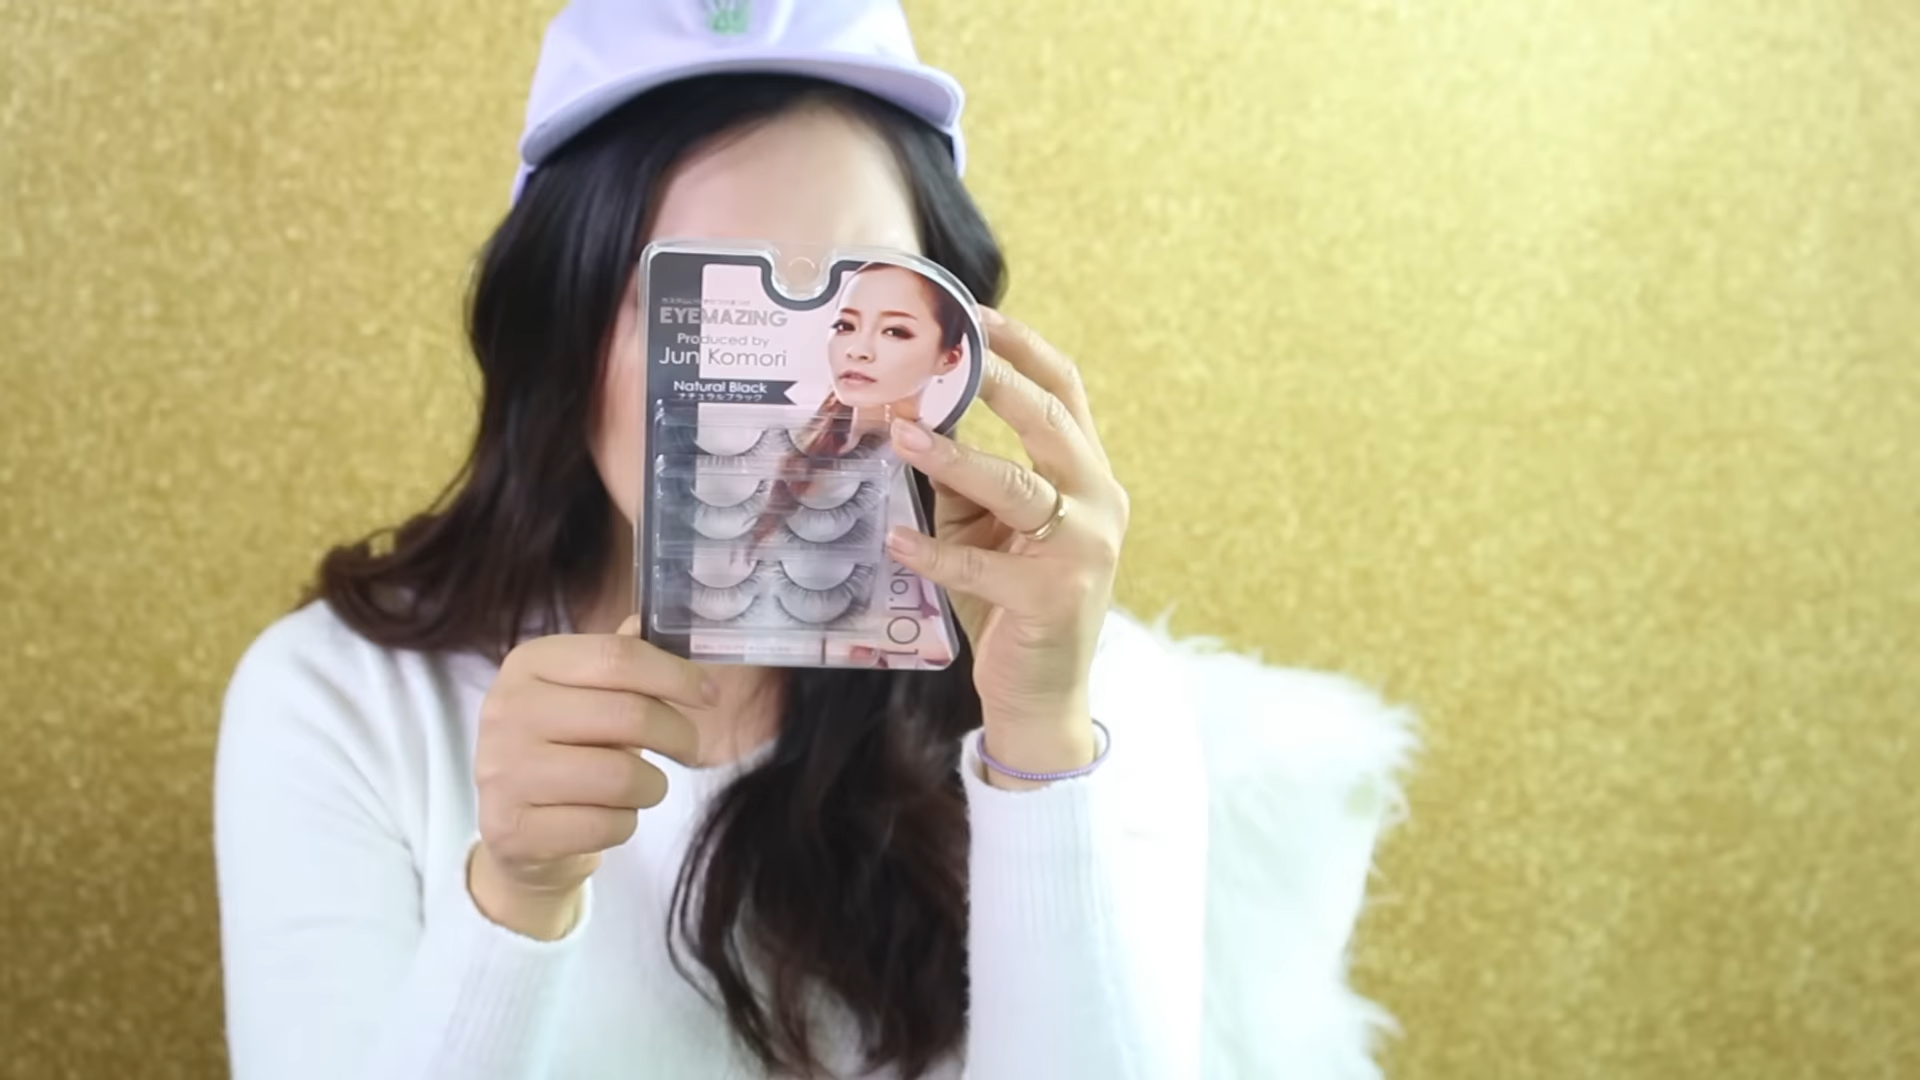 EYEMAZING
Produced by
Jun Komori
Natural Black
ナチュラルブラック
No.101